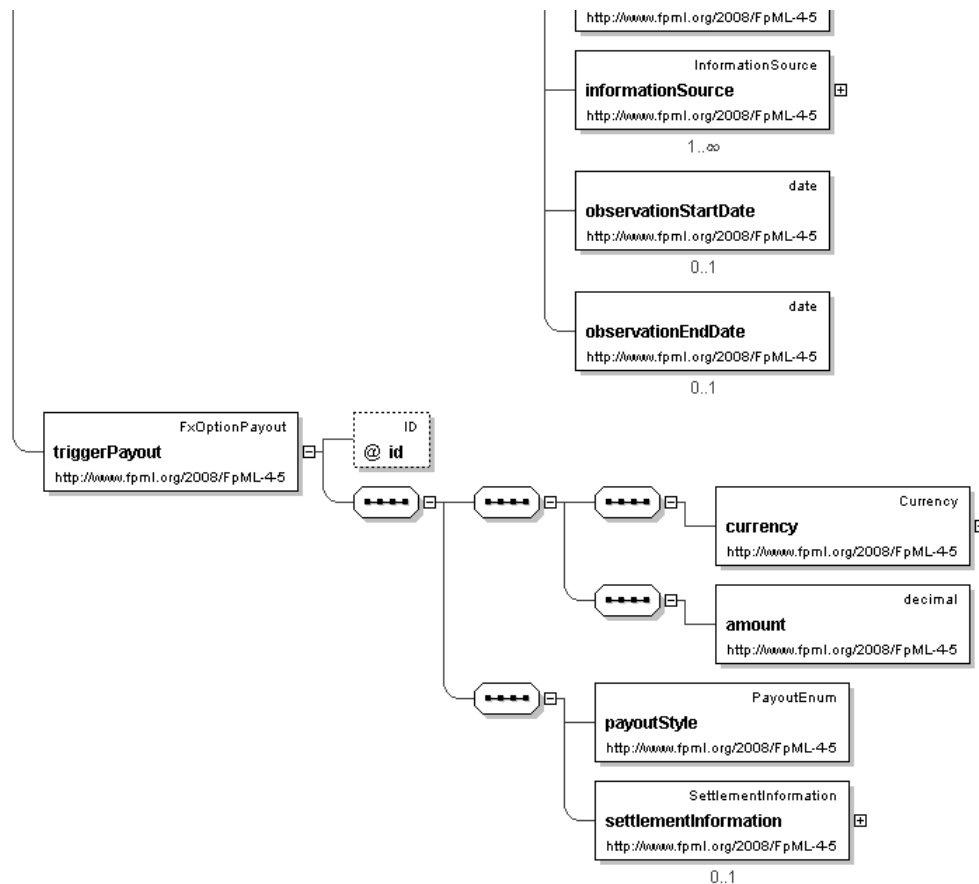 http://www.fpml.org/2008/FpML-4-5
InformationSource
informationSource
http://www.fpml.org/2008/FpML-4-5
1..∞
date
observationStartDate
http://www.fpml.org/2008/FpML-4-5
0..1
date
observationEndDate
http://www.fpml.org/2008/FpML-4-5
0..1
FxOptionPayout
triggerPayout
http://www.fpml.org/2008/FpML-4-5
ID
@ id
Currency
currency
http://www.fpml.org/2008/FpML-4-5
decimal
amount
http://www.fpml.org/2008/FpML-4-5
PayoutEnum
payoutStyle
http://www.fpml.org/2008/FpML-4-5
SettlementInformation
settlementInformation
http://www.fpml.org/2008/FpML-4-5
0..1